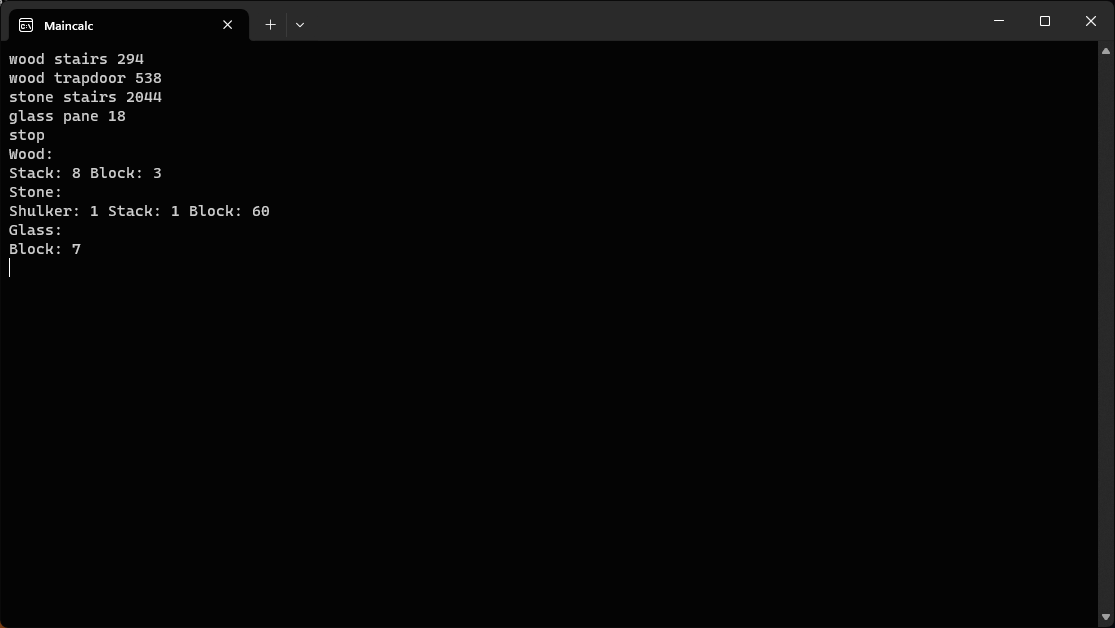 Maincalc
wood stairs 294
wood trapdoor 538
stone stairs 2044
glass pane 18
stop
Wood:
Stack: 8 Block: 3
Stone:
Shulker: 1 Stack: 1 Block: 60
Glass:
Block: 7